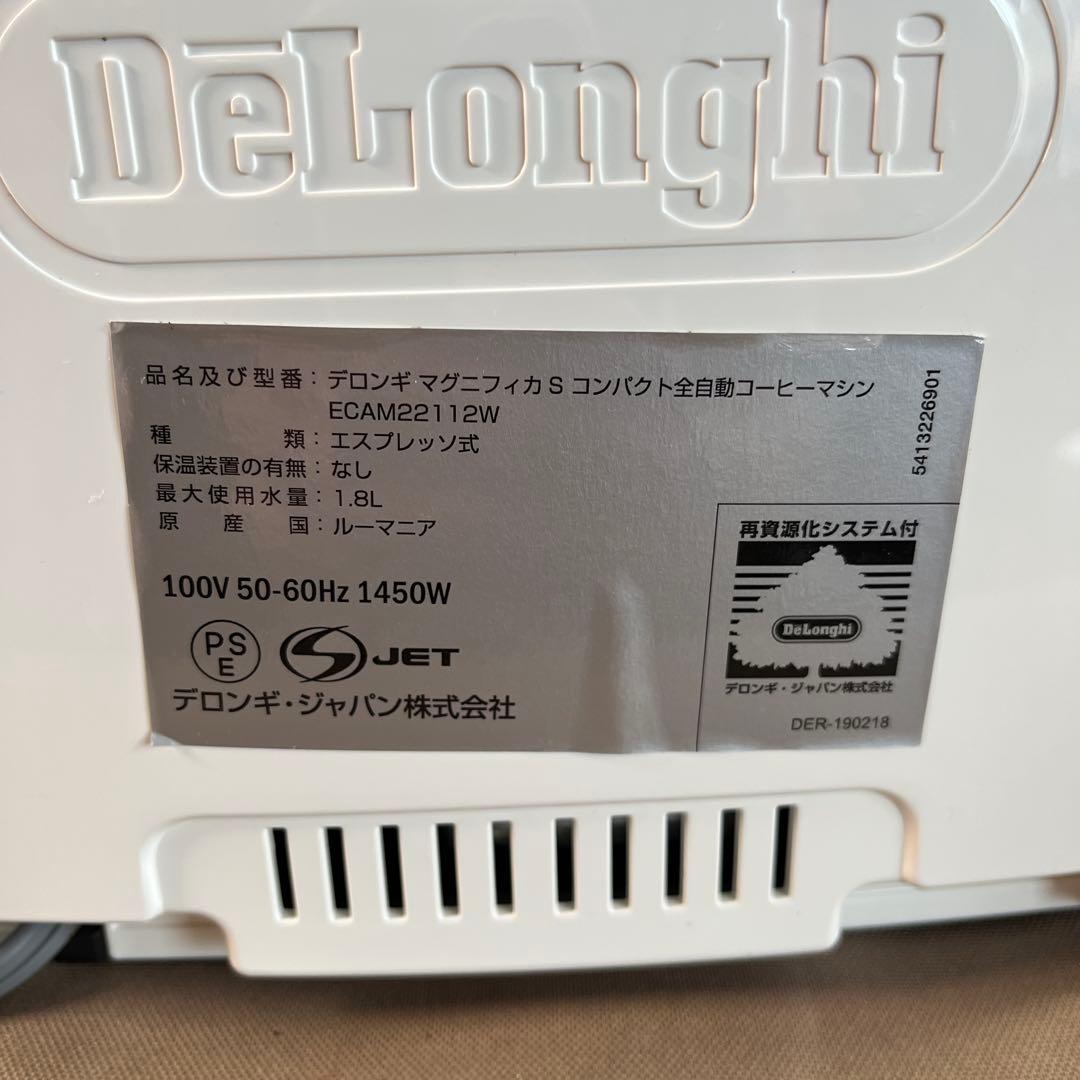 DēLonghi
品名及び型番：デロンギ マグニフィカ S コンパクト全自動コーヒーマシン
ECAM22112W
種類：エスプレッソ式
保温装置の有無：なし
最大使用水量：1.8L
原産国：ルーマニア
100V 50-60Hz 1450W
PS
E
S JET
デロンギ・ジャパン株式会社
5413226901
再資源化システム付
DēLonghi
デロンギ・ジャパン株式会社
DER-190218